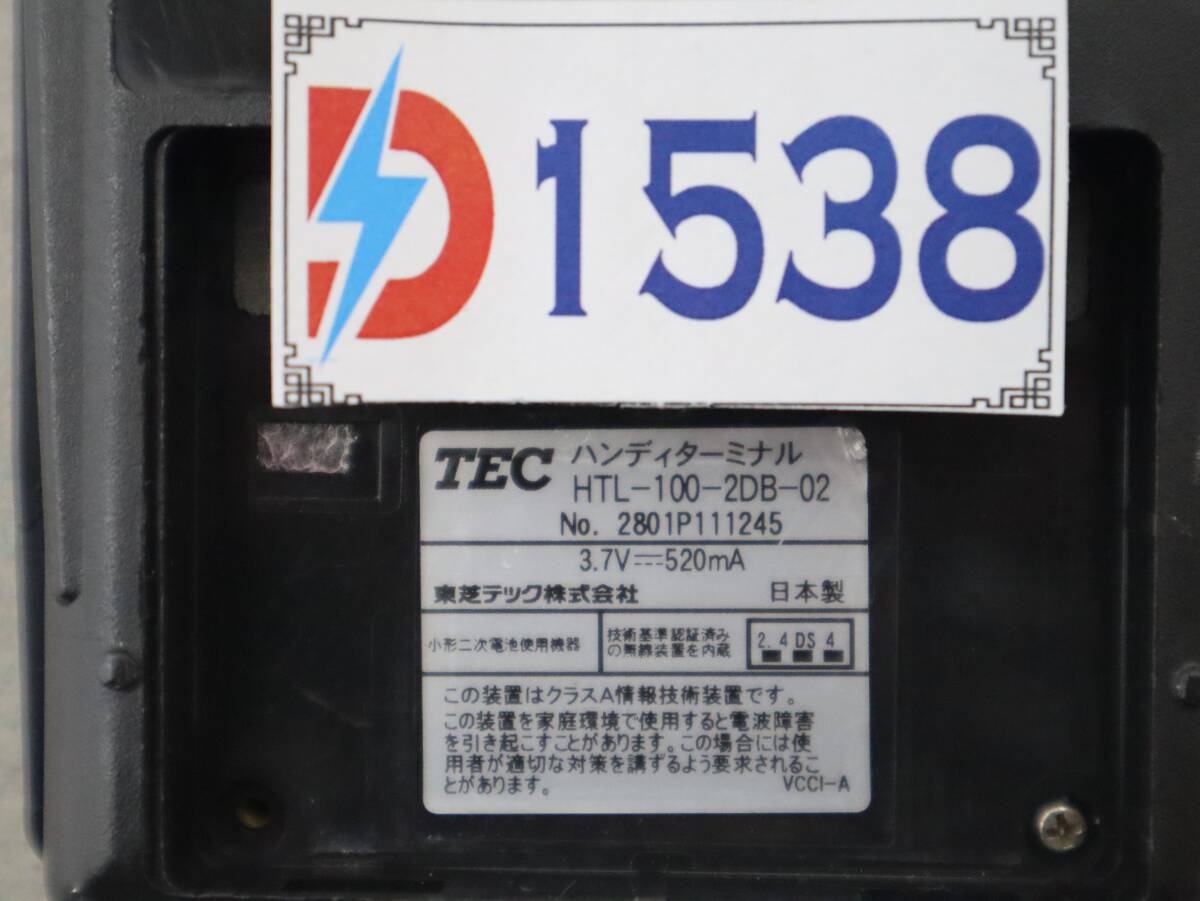 D 1538
TEC ハンディターミナル
HTL-100-2DB-02
No. 2801P111245
3.7V⎓520mA
東芝テック株式会社 日本製
小形二次電池使用機器
技術基準認証済み
の無線装置を内蔵
2.4 DS 4
この装置はクラスA情報技術装置です。
この装置を家庭環境で使用すると電波障害
を引き起こすことがあります。この場合には使
用者が適切な対策を講ずるよう要求されるこ
とがあります。 VCCI-A